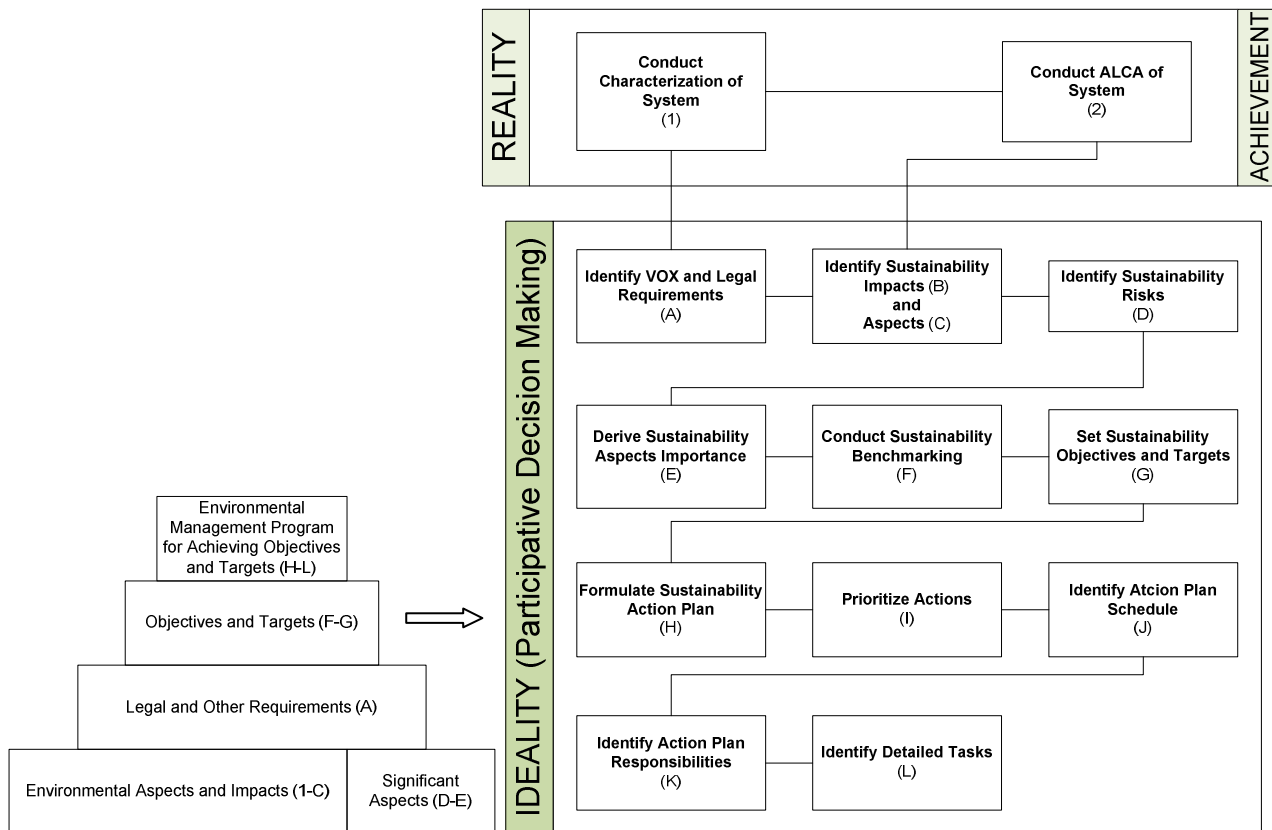 REALITY
Conduct
Characterization of
System
(1)
Conduct ALCA of
System
(2)
ACHIEVEMENT
IDEALITY (Participative Decision Making)
Identify VOX and Legal
Requirements
(A)
Identify Sustainability
Impacts (B)
and
Aspects (C)
Identify Sustainability
Risks
(D)
Derive Sustainability
Aspects Importance
(E)
Conduct Sustainability
Benchmarking
(F)
Set Sustainability
Objectives and Targets
(G)
Formulate Sustainability
Action Plan
(H)
Prioritize Actions
(I)
Identify Atcion Plan
Schedule
(J)
Identify Action Plan
Responsibilities
(K)
Identify Detailed Tasks
(L)
Environmental
Management Program
for Achieving Objectives
and Targets (H-L)
Objectives and Targets (F-G)
Legal and Other Requirements (A)
Environmental Aspects and Impacts (1-C)
Significant
Aspects (D-E)